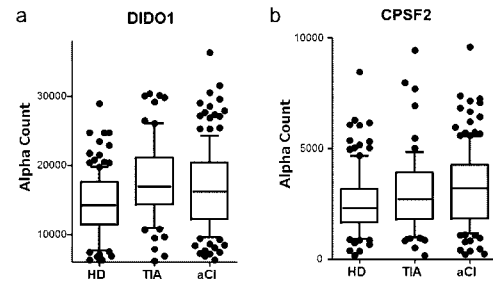 a
DIDO1
Alpha Count
30000
20000
10000
HD
TIA
aCI
b
CPSF2
Alpha Count
10000
5000
0
HD
TIA
aCI